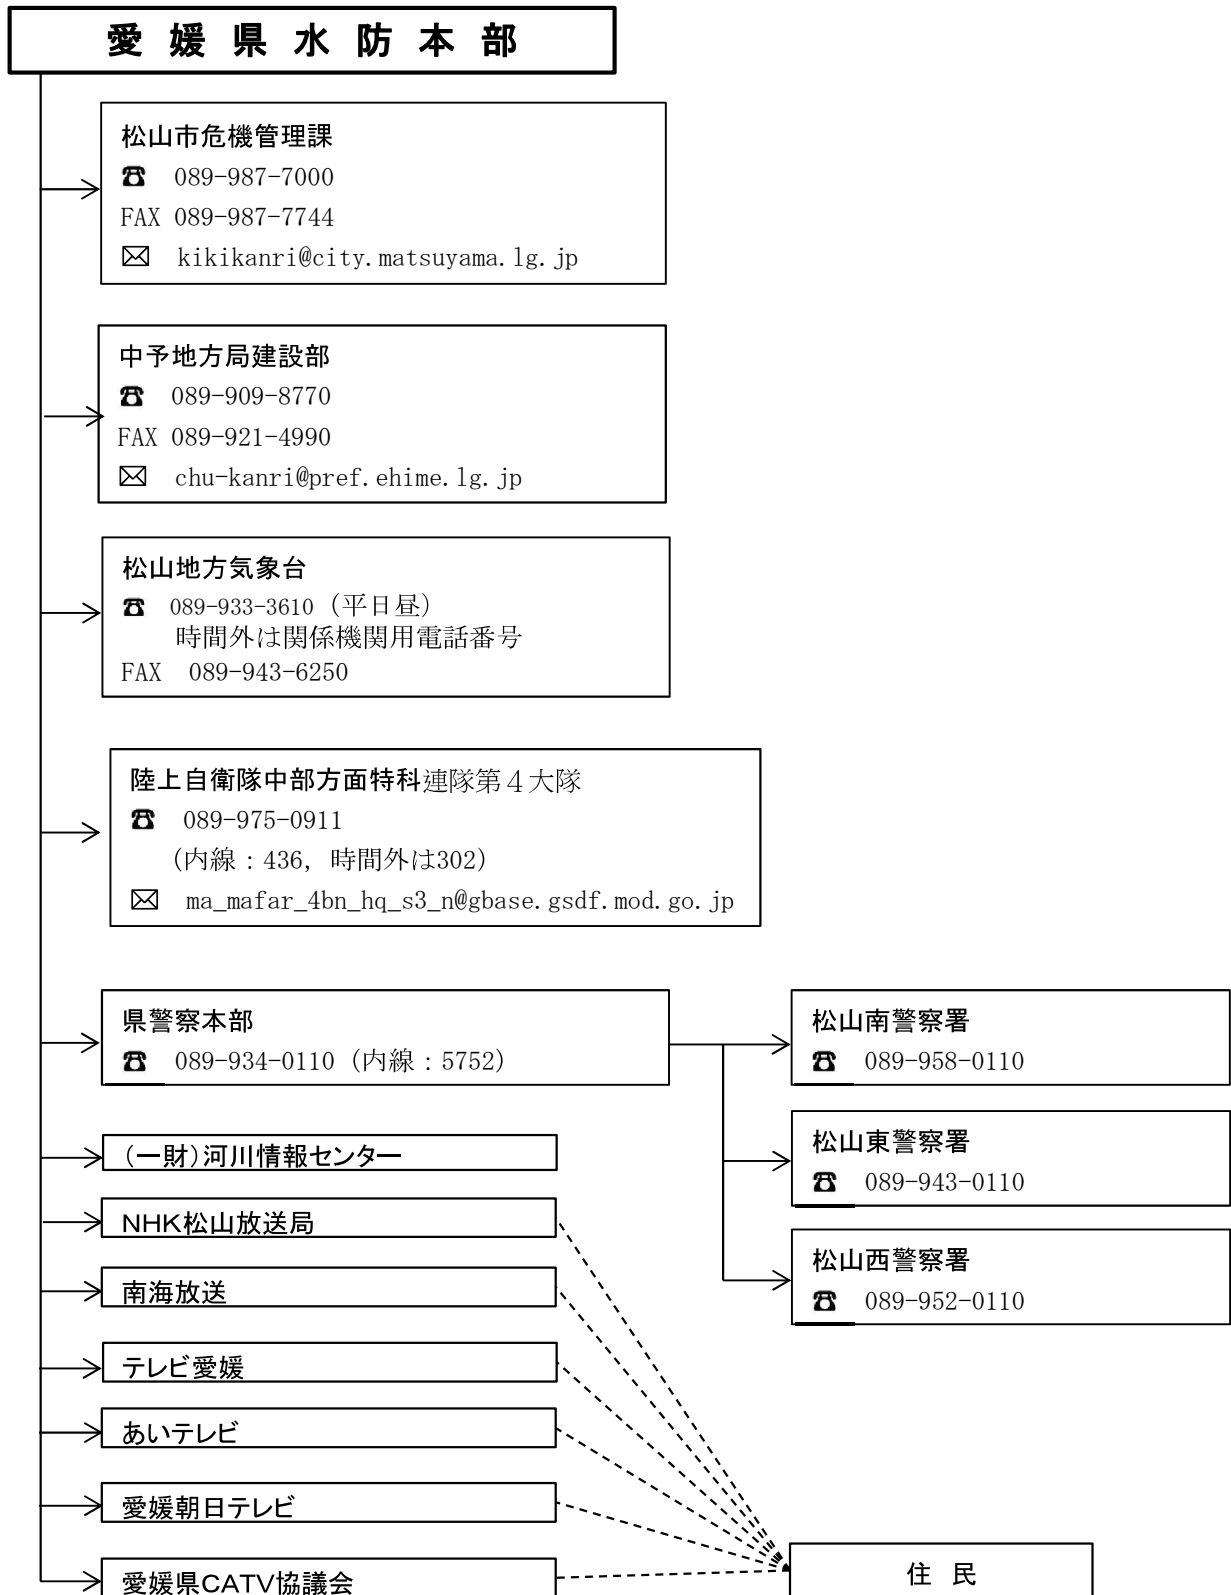 愛媛県水防本部
松山市危機管理課
☎ 089-987-7000
FAX 089-987-7744
✉ kikikanri@city.matsuyama.lg.jp
中予地方局建設部
☎ 089-909-8770
FAX 089-921-4990
✉ chu-kanri@pref.ehime.lg.jp
松山地方気象台
☎ 089-933-3610（平日昼）
時間外は関係機関用電話番号
FAX 089-943-6250
陸上自衛隊中部方面特科連隊第４大隊
☎ 089-975-0911
（内線：436，時間外は302）
✉ ma_mafar_4bn_hq_s3_n@gbase.gsdf.mod.go.jp
県警察本部
☎ 089-934-0110（内線：5752）
松山南警察署
☎ 089-958-0110
松山東警察署
☎ 089-943-0110
松山西警察署
☎ 089-952-0110
（一財）河川情報センター
NHK松山放送局
南海放送
テレビ愛媛
あいテレビ
愛媛朝日テレビ
愛媛県CATV協議会
住民